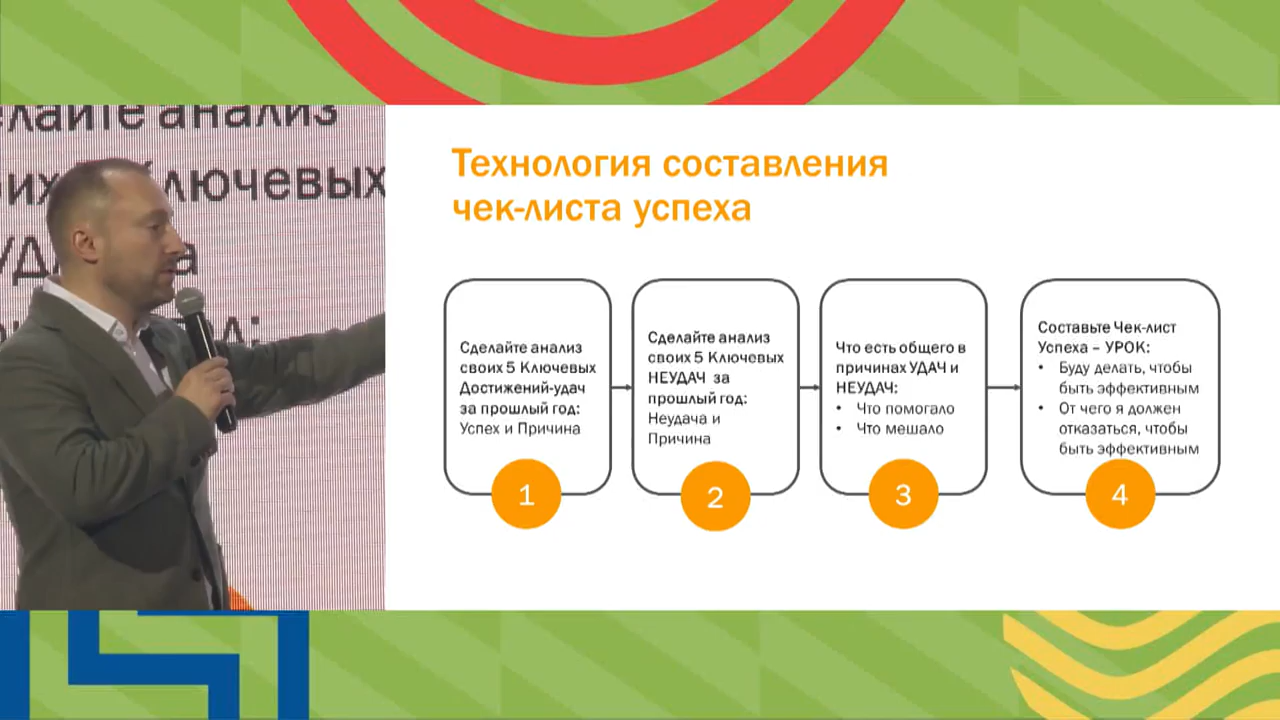 делайте анализ
ключевых
Технология составления
чек-листа успеха
Сделайте анализ
своих 5 Ключевых
Достижений-удач
за прошлый год:
Успех и Причина
1
Сделайте анализ
своих 5 Ключевых
НЕУДАЧ за
прошлый год:
Неудача и
Причина
2
Что есть общего в
причинах УДАЧ и
НЕУДАЧ:
• Что помогало
• Что мешало
3
Составьте Чек-лист
Успеха – УРОК:
• Буду делать, чтобы
быть эффективным
• От чего я должен
отказаться, чтобы
быть эффективным
4